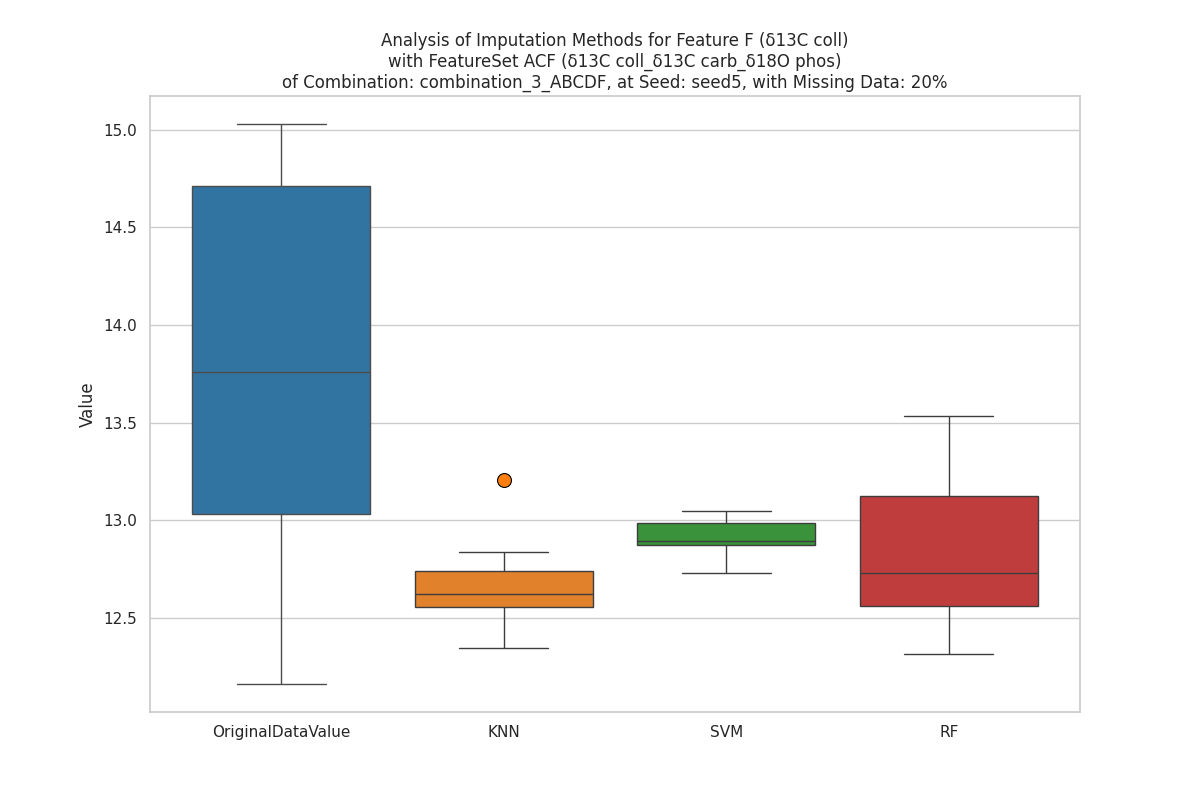 Analysis of Imputation Methods for Feature F (δ13C coll)
with FeatureSet ACF (δ13C coll_δ13C carb_δ18O phos)
of Combination: combination_3_ABCDF, at Seed: seed5, with Missing Data: 20%
15.0
14.5
14.0
13.5
13.0
12.5
Value
OriginalDataValue KNN SVM RF